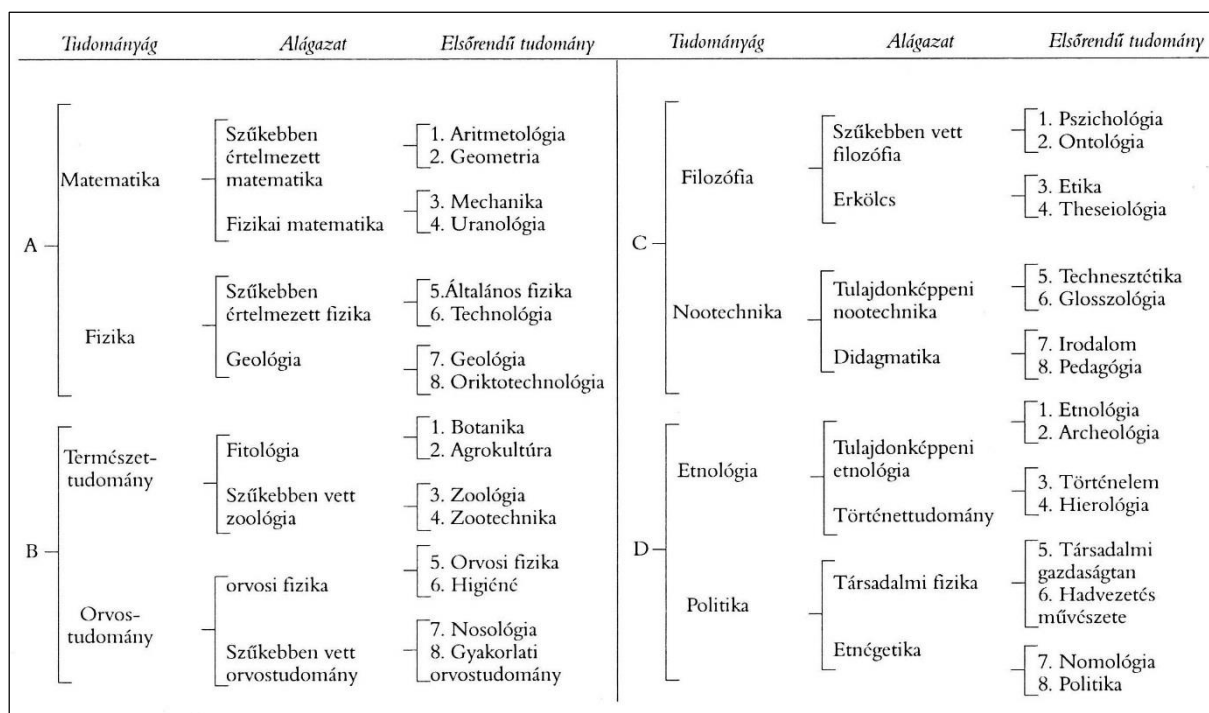 Tudományág Alágazat Elsőrendű tudomány
A
Matematika
Szűkebben
értelmezett
matematika
1. Aritmetológia
2. Geometria
Fizikai matematika
3. Mechanika
4. Uranológia
Fizika
Szűkebben
értelmezett fizika
5.Általános fizika
6. Technológia
Geológia
7. Geológia
8. Oriktotechnológia
B
Természet-
tudomány
Fitológia
1. Botanika
2. Agrokultúra
Szűkebben vett
zoológia
3. Zoológia
4. Zootechnika
Orvos-
tudomány
orvosi fizika
5. Orvosi fizika
6. Higiéné
Szűkebben vett
orvostudomány
7. Nosológia
8. Gyakorlati
orvostudomány
Tudományág Alágazat Elsőrendű tudomány
C
Filozófia
Szűkebben vett
filozófia
1. Pszichológia
2. Ontológia
Erkölcs
3. Etika
4. Theseiológia
Nootechnika
Tulajdonképpeni
nootechnika
5. Technesztétika
6. Glosszológia
Didagmatika
7. Irodalom
8. Pedagógia
D
Etnológia
Tulajdonképpeni
etnológia
1. Etnológia
2. Archeológia
Történettudomány
3. Történelem
4. Hierológia
Politika
Társadalmi fizika
5. Társadalmi
gazdaságtan
6. Hadvezetés
művészete
Etnégetika
7. Nomológia
8. Politika